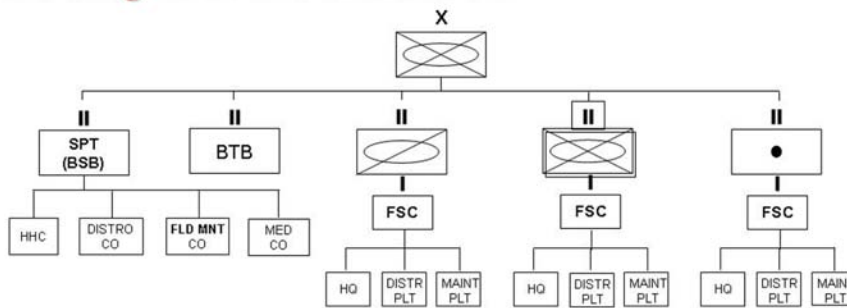 X
II
II
II
II
II
SPT
(BSB)
BTB
I
I
I
FSC
FSC
FSC
HHC
DISTRO
CO
FLD MNT
CO
MED
CO
HQ
DISTR
PLT
MAINT
PLT
HQ
DISTR
PLT
MAINT
PLT
HQ
DISTR
PLT
MAIN
PLT